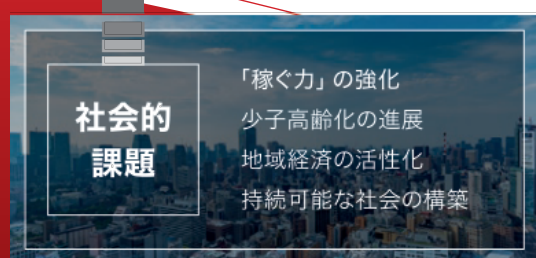 社会的
課題
「稼ぐ力」の強化
少子高齢化の進展
地域経済の活性化
持続可能な社会の構築